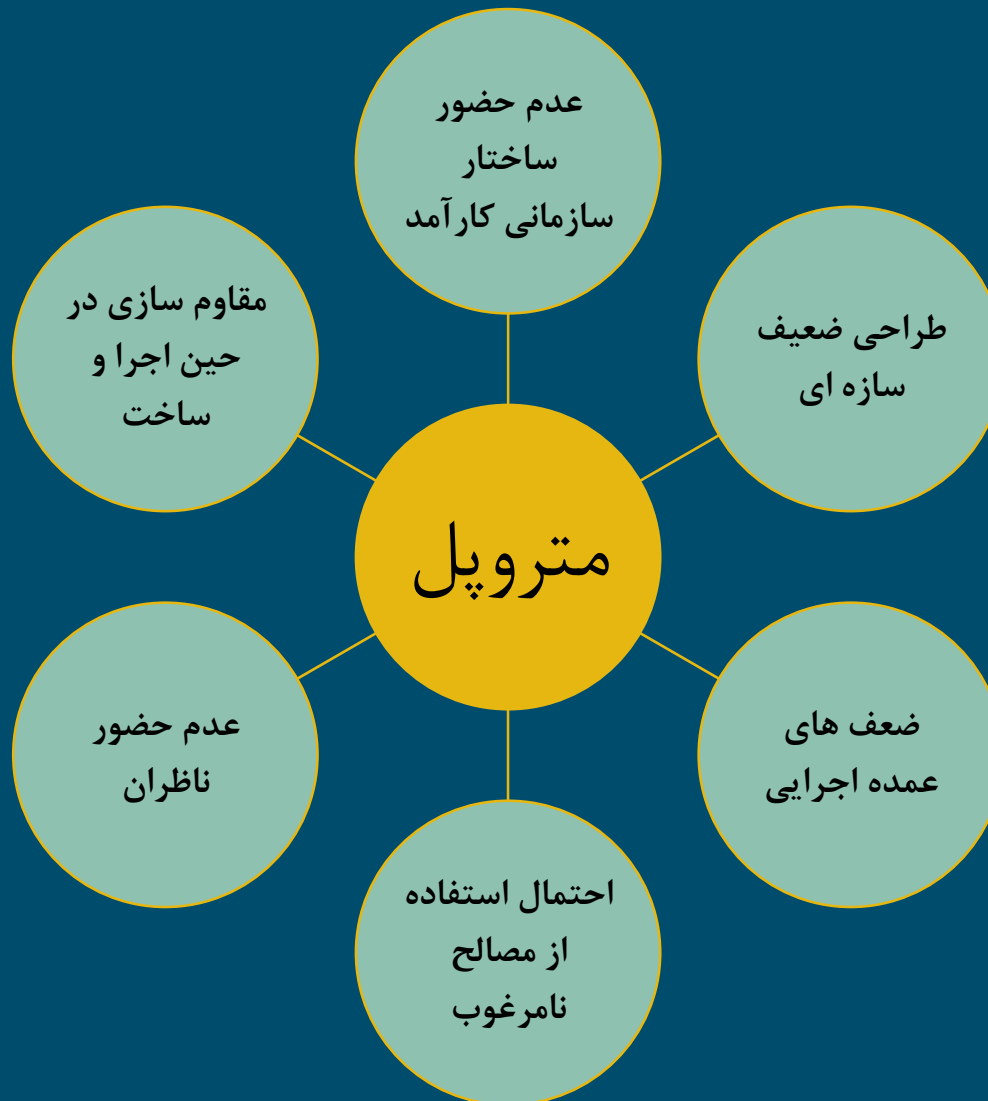 عدم حضور
ساختار
سازمانی کارآمد
طراحی ضعیف
سازه ای
ضعف های
عمده اجرایی
احتمال استفاده
از مصالح
نامرغوب
عدم حضور
ناظران
مقاوم سازی در
حین اجرا و
ساخت
متروپل